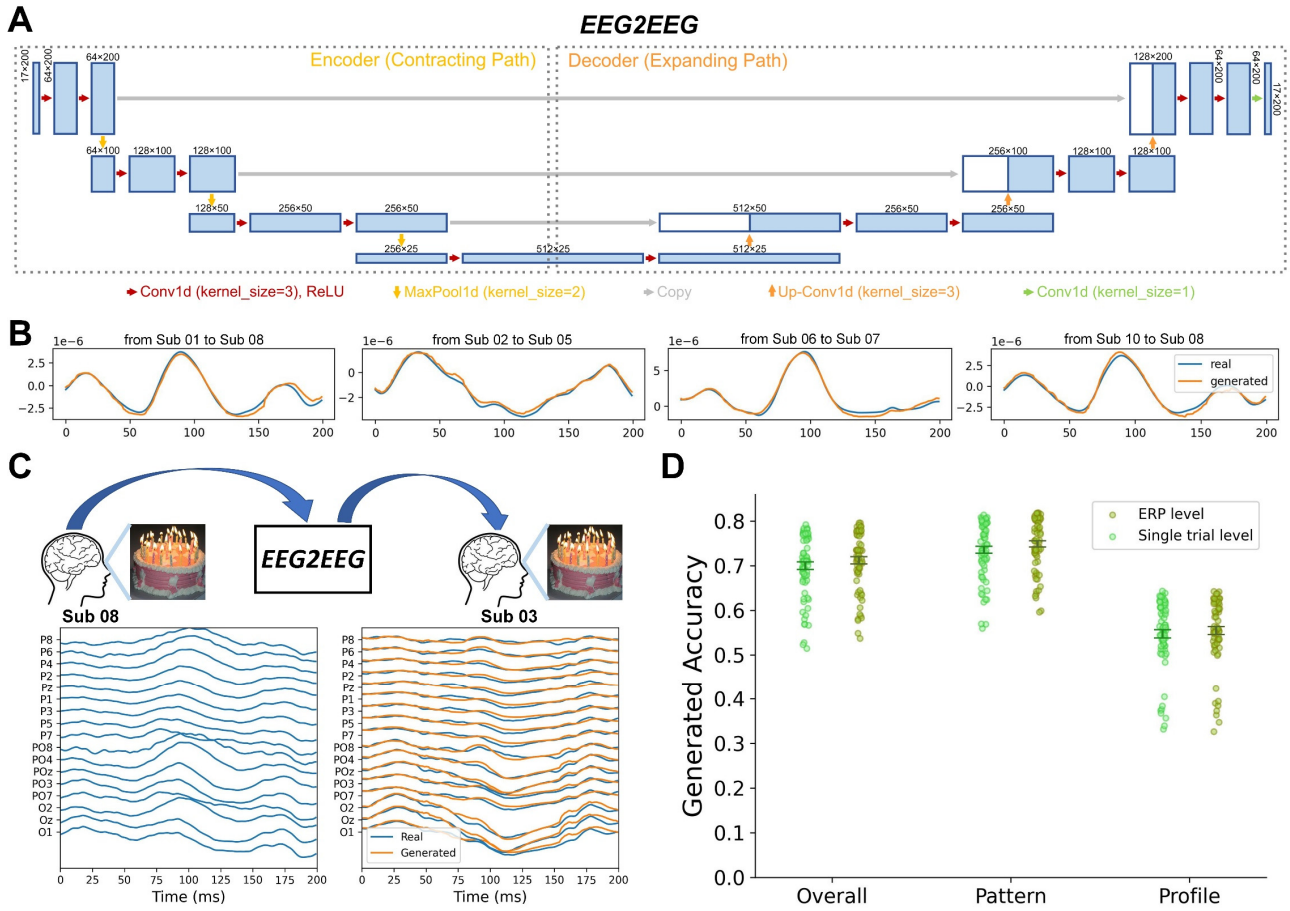 A
EEG2EEG
Encoder (Contracting Path)
Decoder (Expanding Path)
17×200
64×200
64×200
128×200
64×200
64×200
17×200
64×100
128×100
128×100
256×100
128×100
128×100
128×50
256×50
256×50
512×50
256×50
256×50
256×25
512×25
512×25
Conv1d (kernel_size=3), ReLU
MaxPool1d (kernel_size=2)
Copy
Up-Conv1d (kernel_size=3)
Conv1d (kernel_size=1)
B
1e−6
from Sub 01 to Sub 08
2.5
0.0
−2.5
0 50 100 150 200
1e−6
from Sub 02 to Sub 05
0
−2
0 50 100 150 200
1e−6
from Sub 06 to Sub 07
5
0
0 50 100 150 200
1e−6
from Sub 10 to Sub 08
2.5
0.0
−2.5
0 50 100 150 200
real
generated
C
EEG2EEG
Sub 08
Sub 03
P8
P6
P4
P2
Pz
P1
P3
P5
P7
PO8
PO4
POz
PO3
PO7
O2
Oz
O1
0 25 50 75 100 125 150 175 200
Time (ms)
P8
P6
P4
P2
Pz
P1
P3
P5
P7
PO8
PO4
POz
PO3
PO7
O2
Oz
O1
Real
Generated
0 25 50 75 100 125 150 175 200
Time (ms)
D
Generated Accuracy
0.8
0.7
0.6
0.5
0.4
0.3
0.2
0.1
0.0
ERP level
Single trial level
Overall
Pattern
Profile